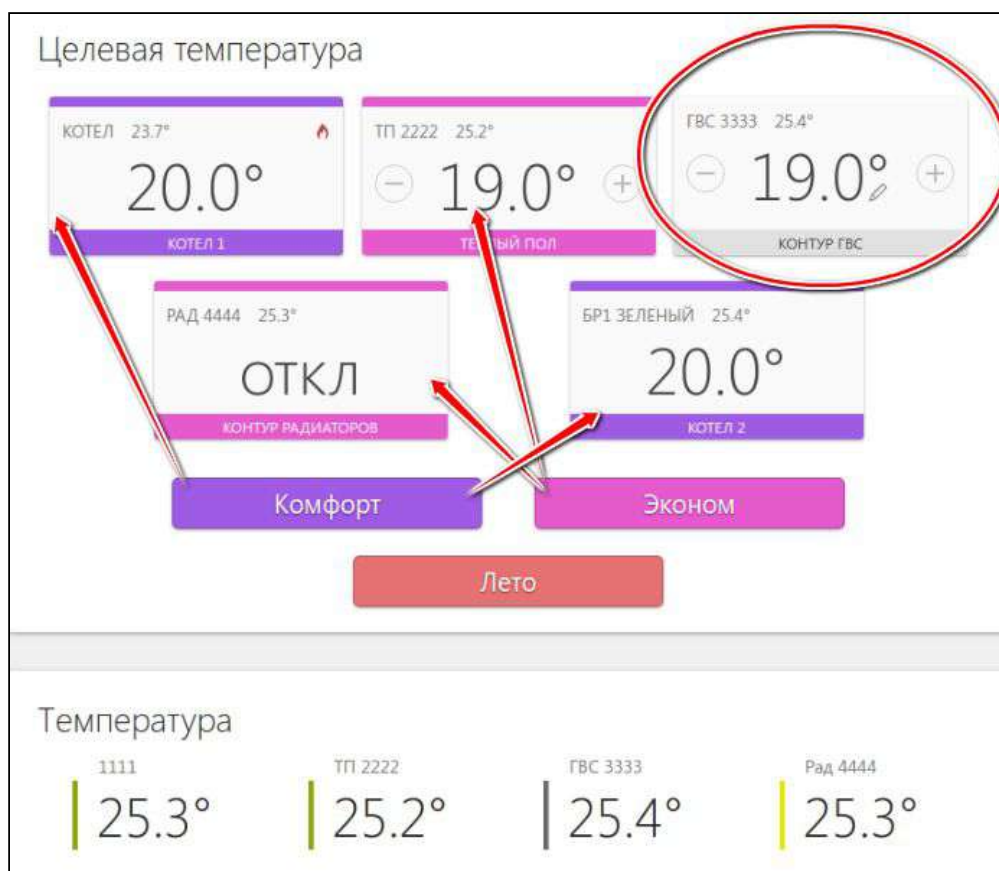 Целевая температура
КОТЕЛ 23.7°
20.0°
КОТЕЛ 1
ТП 2222 25.2°
19.0°
ТЕПЛЫЙ ПОЛ
ГВС 3333 25.4°
19.0°
КОНТУР ГВС
РАД 4444 25.3°
ОТКЛ
КОНТУР РАДИАТОРОВ
БР1 ЗЕЛЕНЫЙ 25.4°
20.0°
КОТЕЛ 2
Комфорт
Эконом
Лето
Температура
1111
25.3°
ТП 2222
25.2°
ГВС 3333
25.4°
Рад 4444
25.3°